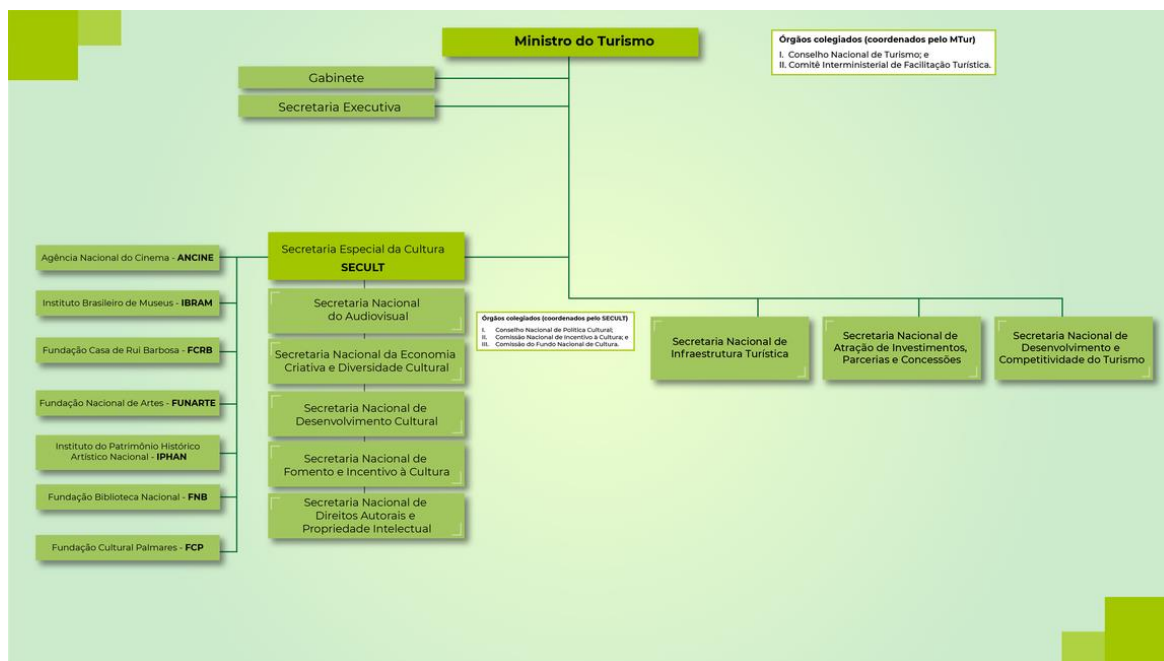 Ministro do Turismo
Órgãos colegiados (coordenados pelo MTur)
I. Conselho Nacional de Turismo; e
II. Comitê Interministerial de Facilitação Turística.
Gabinete
Secretaria Executiva
Agência Nacional do Cinema - ANCINE
Instituto Brasileiro de Museus - IBRAM
Fundação Casa de Rui Barbosa - FCRB
Fundação Nacional de Artes - FUNARTE
Instituto do Patrimônio Histórico
Artístico Nacional - IPHAN
Fundação Biblioteca Nacional - FNB
Fundação Cultural Palmares - FCP
Secretaria Especial da Cultura
SECULT
Secretaria Nacional
do Audiovisual
Secretaria Nacional da Economia
Criativa e Diversidade Cultural
Secretaria Nacional de
Desenvolvimento Cultural
Secretaria Nacional de
Fomento e Incentivo à Cultura
Secretaria Nacional de
Direitos Autorais e
Propriedade Intelectual
Órgãos colegiados (coordenados pelo SECULT)
I. Conselho Nacional de Política Cultural;
II. Comissão Nacional de Incentivo à Cultura; e
III. Comissão do Fundo Nacional de Cultura.
Secretaria Nacional de
Infraestrutura Turística
Secretaria Nacional de
Atração de Investimentos,
Parcerias e Concessões
Secretaria Nacional de
Desenvolvimento e
Competitividade do Turismo